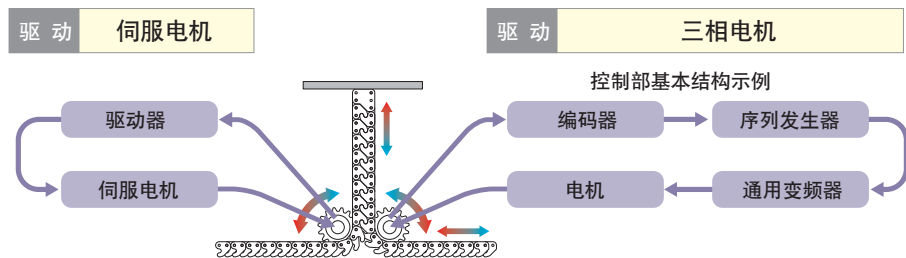 驱 动 伺服电机
驱 动 三相电机
控制部基本结构示例
驱动器
编码器
序列发生器
伺服电机
电机
通用变频器